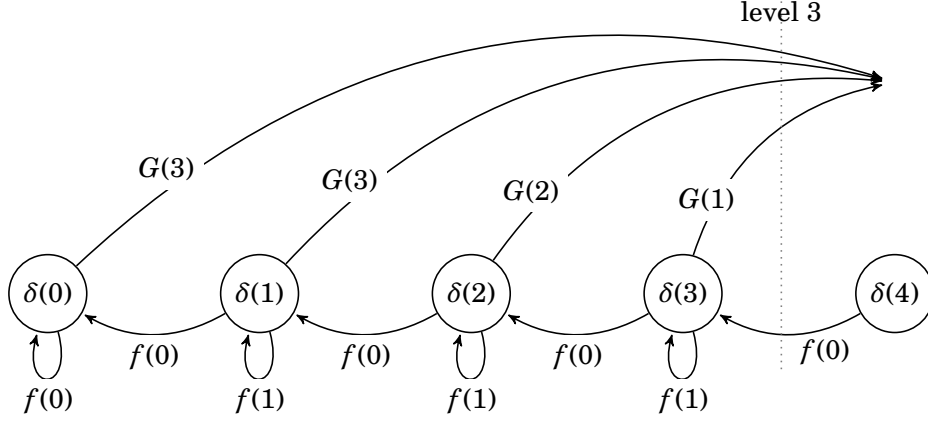 level 3
G(3)
G(3)
G(2)
G(1)
δ(0)
δ(1)
δ(2)
δ(3)
δ(4)
f(0)
f(0)
f(0)
f(0)
f(0)
f(1)
f(1)
f(1)